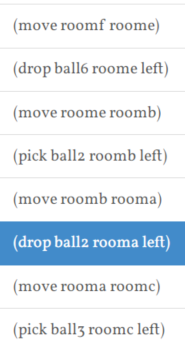 (move roomf roome)
(drop ball6 roome left)
(move roome roomb)
(pick ball2 roomb left)
(move roomb rooma)
(drop ball2 rooma left)
(move rooma roomc)
(pick ball3 roomc left)